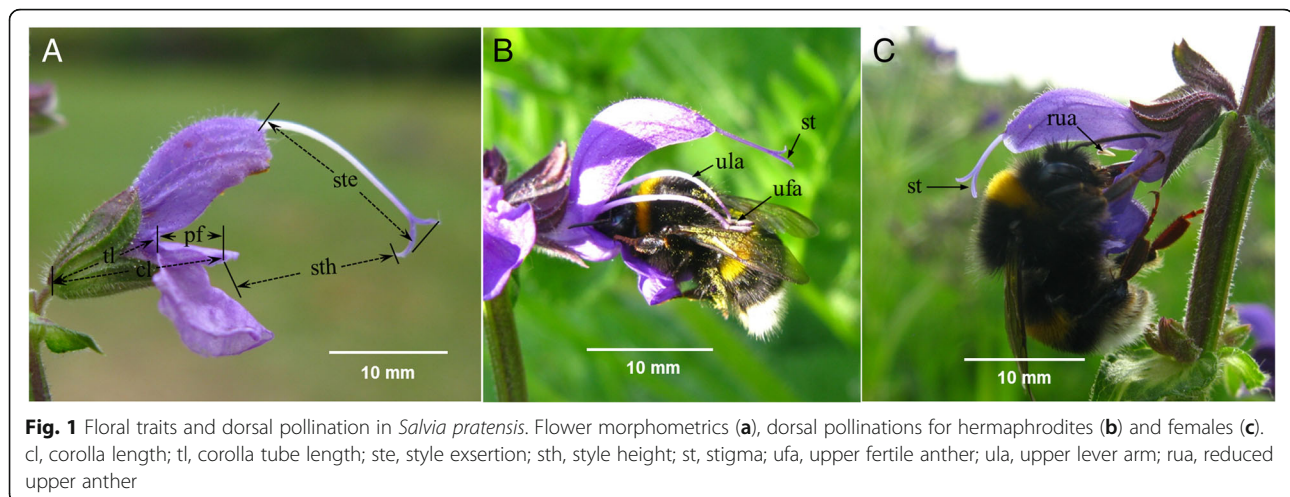 A
ste
pf
tl
cl
sth
10 mm
B
st
ula
ufa
10 mm
C
rua
st
10 mm
Fig. 1 Floral traits and dorsal pollination in Salvia pratensis. Flower morphometrics (a), dorsal pollinations for hermaphrodites (b) and females (c).
cl, corolla length; tl, corolla tube length; ste, style exsertion; sth, style height; st, stigma; ufa, upper fertile anther; ula, upper lever arm; rua, reduced
upper anther